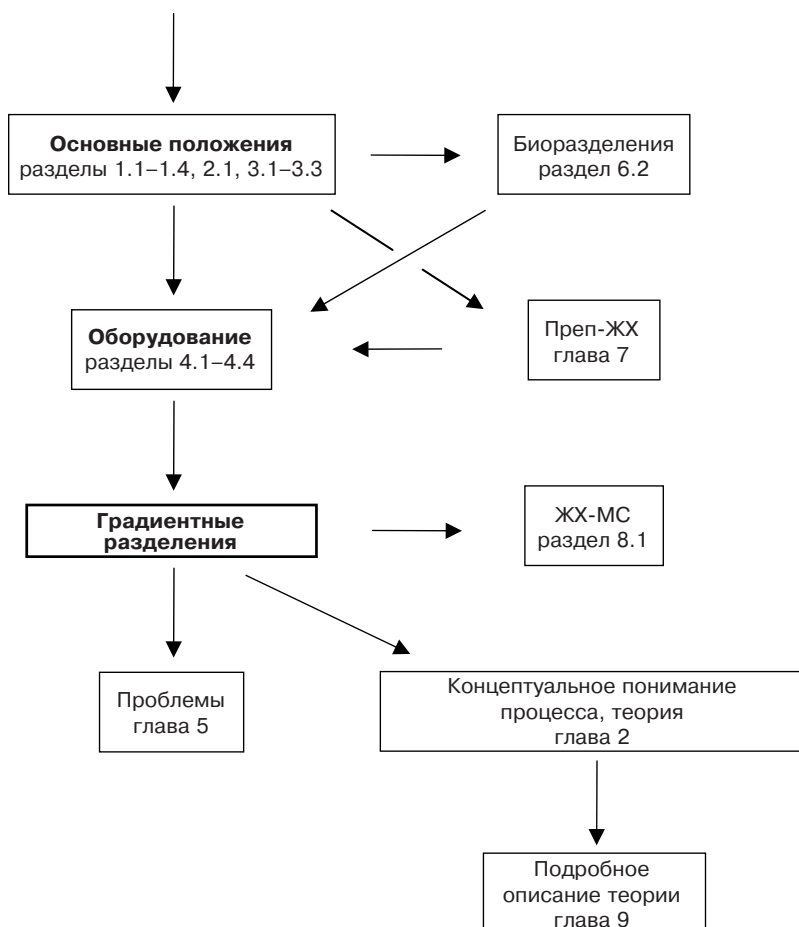 Основные положения
разделы 1.1–1.4, 2.1, 3.1–3.3
Биоразделения
раздел 6.2
Оборудование
разделы 4.1–4.4
Преп-ЖХ
глава 7
Градиентные
разделения
ЖХ-МС
раздел 8.1
Проблемы
глава 5
Концептуальное понимание
процесса, теория
глава 2
Подробное
описание теории
глава 9